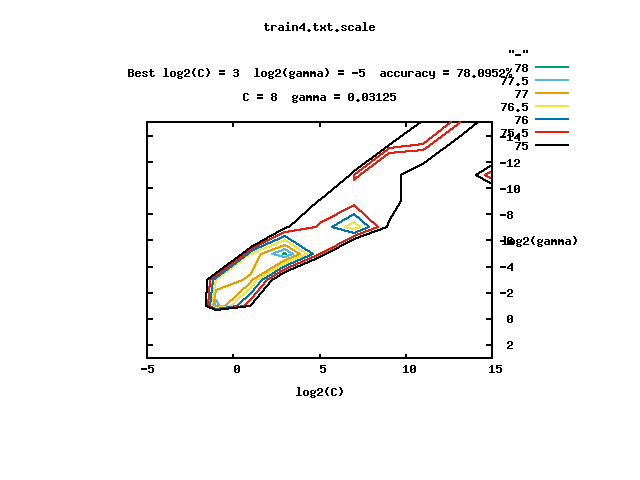 train4.txt.scale
"-"
Best log2(C) = 3  log2(gamma) = -5  accuracy = 78.0952%
C = 8  gamma = 0.03125
78
77.5
77
76.5
76
75.5
75
-14
-12
-10
-8
-6
log2(gamma)
-4
-2
0
2
-5 0 5 10 15
log2(C)